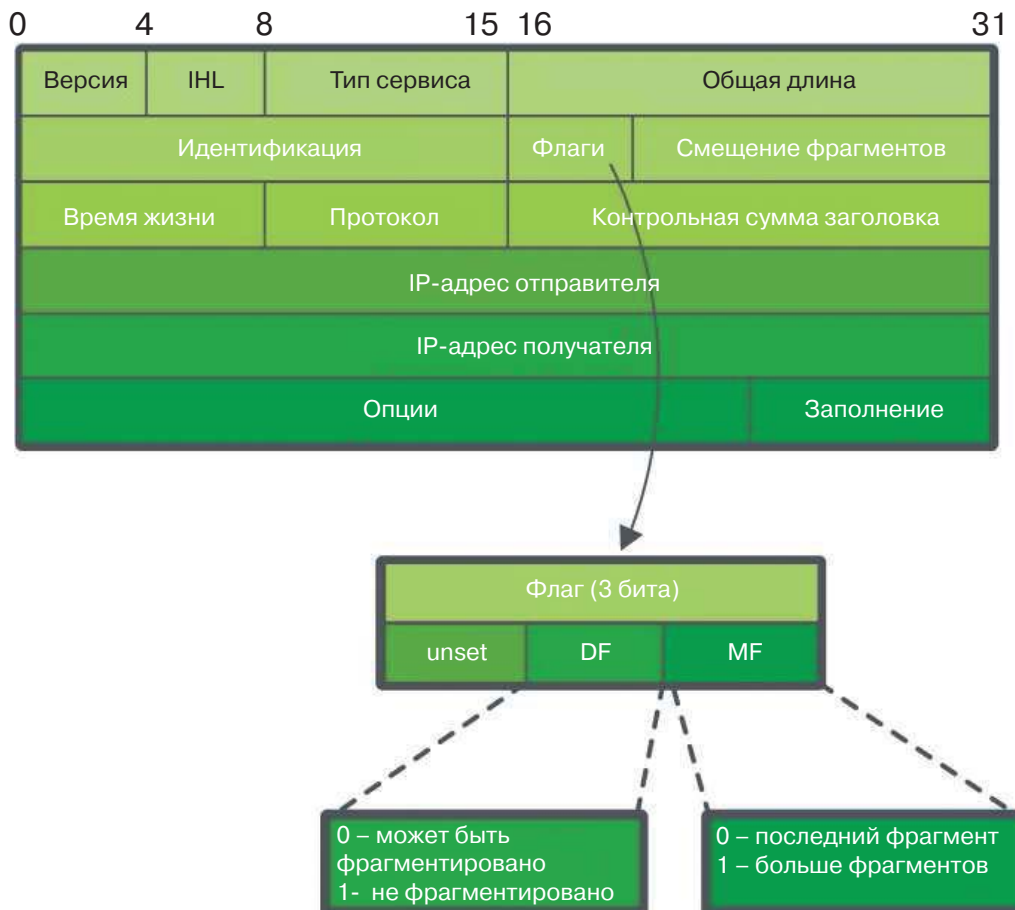 0 4 8 15 16 31
Версия IHL Тип сервиса Общая длина
Идентификация Флаги Смещение фрагментов
Время жизни Протокол Контрольная сумма заголовка
IP-адрес отправителя
IP-адрес получателя
Опции Заполнение
Флаг (3 бита)
unset DF MF
0 – может быть
фрагментировано
1- не фрагментировано
0 – последний фрагмент
1 – больше фрагментов